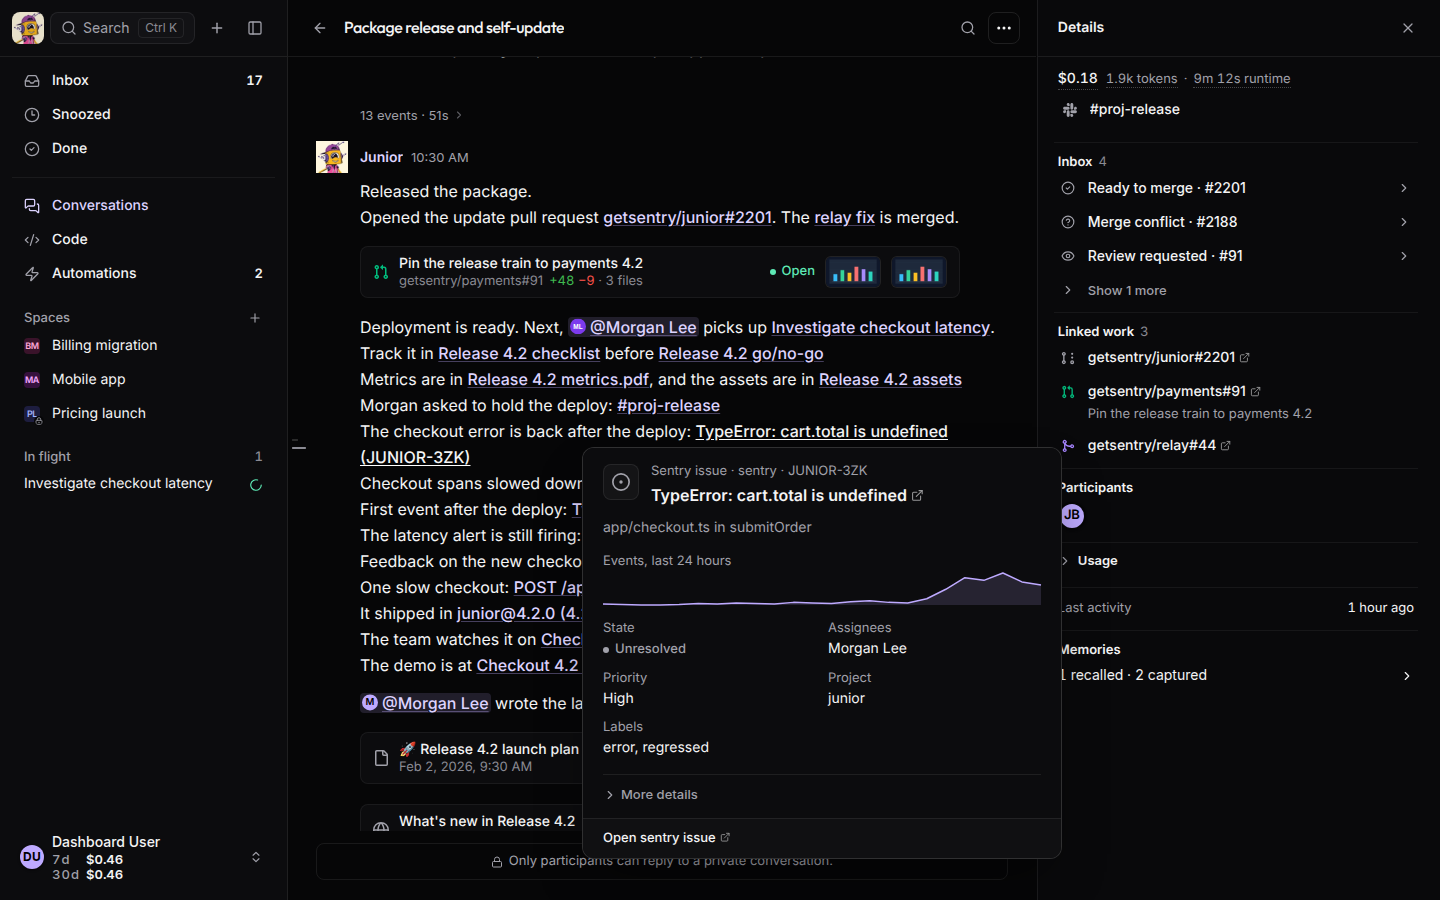 Search Ctrl K
Inbox 17
Snoozed
Done
Conversations
Code
Automations 2
Spaces
BM Billing migration
MA Mobile app
PL Pricing launch
In flight 1
Investigate checkout latency
DU Dashboard User
7d $0.46
30d $0.46
Package release and self-update
13 events · 51s
Junior 10:30 AM
Released the package.
Opened the update pull request getsentry/junior#2201. The relay fix is merged.
Pin the release train to payments 4.2
getsentry/payments#91 +48 −9 · 3 files
Open
Deployment is ready. Next, ML @Morgan Lee picks up Investigate checkout latency.
Track it in Release 4.2 checklist before Release 4.2 go/no-go
Metrics are in Release 4.2 metrics.pdf, and the assets are in Release 4.2 assets
Morgan asked to hold the deploy: #proj-release
The checkout error is back after the deploy: TypeError: cart.total is undefined
(JUNIOR-3ZK)
Checkout spans slowed down
First event after the deploy: T
The latency alert is still firing:
Feedback on the new checko
One slow checkout: POST /ap
It shipped in junior@4.2.0 (4.
The team watches it on Chec
The demo is at Checkout 4.2
M @Morgan Lee wrote the la
🚀 Release 4.2 launch plan
Feb 2, 2026, 9:30 AM
What's new in Release 4.2
Only participants can reply to a private conversation.
Sentry issue · sentry · JUNIOR-3ZK
TypeError: cart.total is undefined
app/checkout.ts in submitOrder
Events, last 24 hours
State
Unresolved
Assignees
Morgan Lee
Priority
High
Project
junior
Labels
error, regressed
More details
Open sentry issue
Details
$0.18 1.9k tokens · 9m 12s runtime
#proj-release
Inbox 4
Ready to merge · #2201
Merge conflict · #2188
Review requested · #91
Show 1 more
Linked work 3
getsentry/junior#2201
getsentry/payments#91
Pin the release train to payments 4.2
getsentry/relay#44
Participants
JB
Usage
Last activity 1 hour ago
Memories
1 recalled · 2 captured